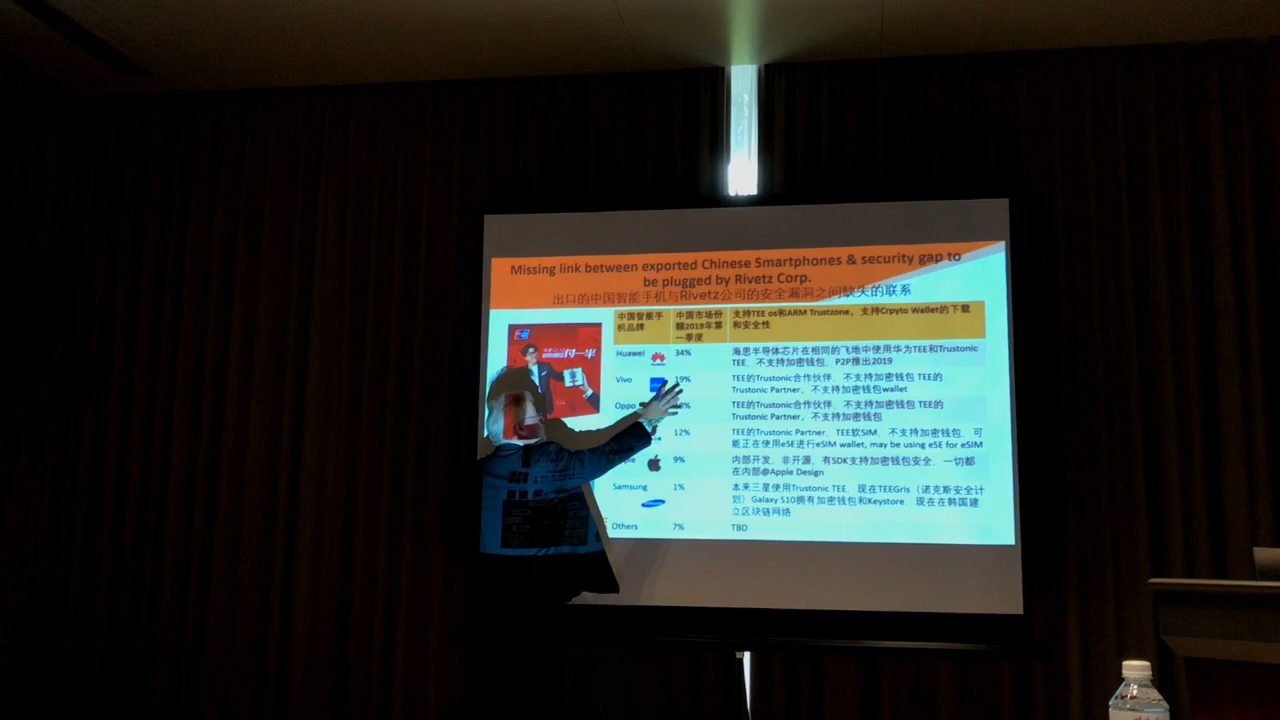 Missing link between exported Chinese Smartphones & security gap to
be plugged by Rivetz Corp.
出口的中国智能手机与Rivetz公司的安全漏洞之间缺失的联系
中国智能手
机品牌
中国市场份
额2019年第
一季度
支持TEE os和ARM Trustzone，支持Crpyto Wallet的下载
和安全性
付一半
Huawei 34% 海思半导体芯片在相同的飞地中使用华为TEE和Trustonic
TEE、不支持加密钱包、P2P推出2019
Vivo 19% TEE的Trustonic合作伙伴、不支持加密钱包 TEE的
Trustonic Partner，不支持加密钱包wallet
Oppo 8% TEE的Trustonic合作伙伴、不支持加密钱包 TEE的
Trustonic Partner，不支持加密钱包
12% TEE的Trustonic Partner、TEE软SIM、不支持加密钱包、可
能正在使用eSE进行eSIM wallet, may be using eSE for eSIM
9% 内部开发、非开源、有SDK支持加密钱包安全、一切都
在内部@Apple Design
Samsung 1% 本来三星使用Trustonic TEE、现在TEEGris（诺克斯安全计
划）Galaxy S10拥有加密钱包和Keystore、现在在韩国建
立区块链网络
Others 7% TBD